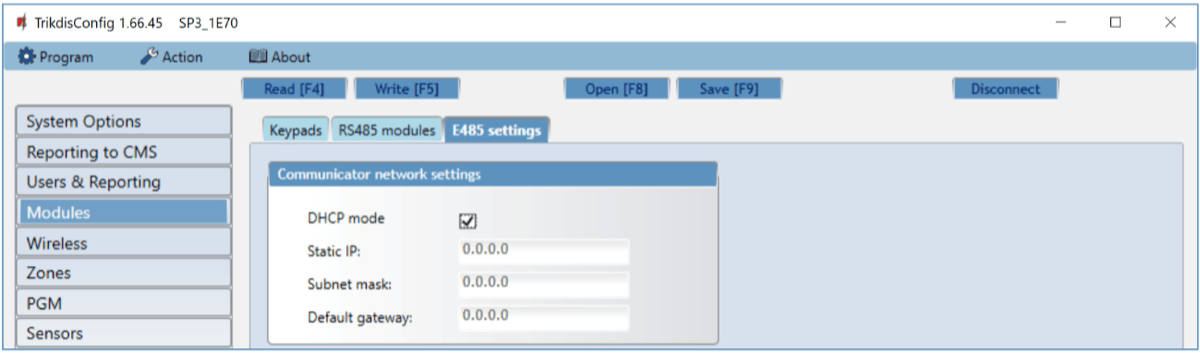 TrikdisConfig 1.66.45 SP3_1E70
Program Action About
Read [F4] Write [F5] Open [F8] Save [F9] Disconnect
System Options
Reporting to CMS
Users & Reporting
Modules
Wireless
Zones
PGM
Sensors
Keypads RS485 modules E485 settings
Communicator network settings
DHCP mode
Static IP: 0.0.0.0
Subnet mask: 0.0.0.0
Default gateway: 0.0.0.0